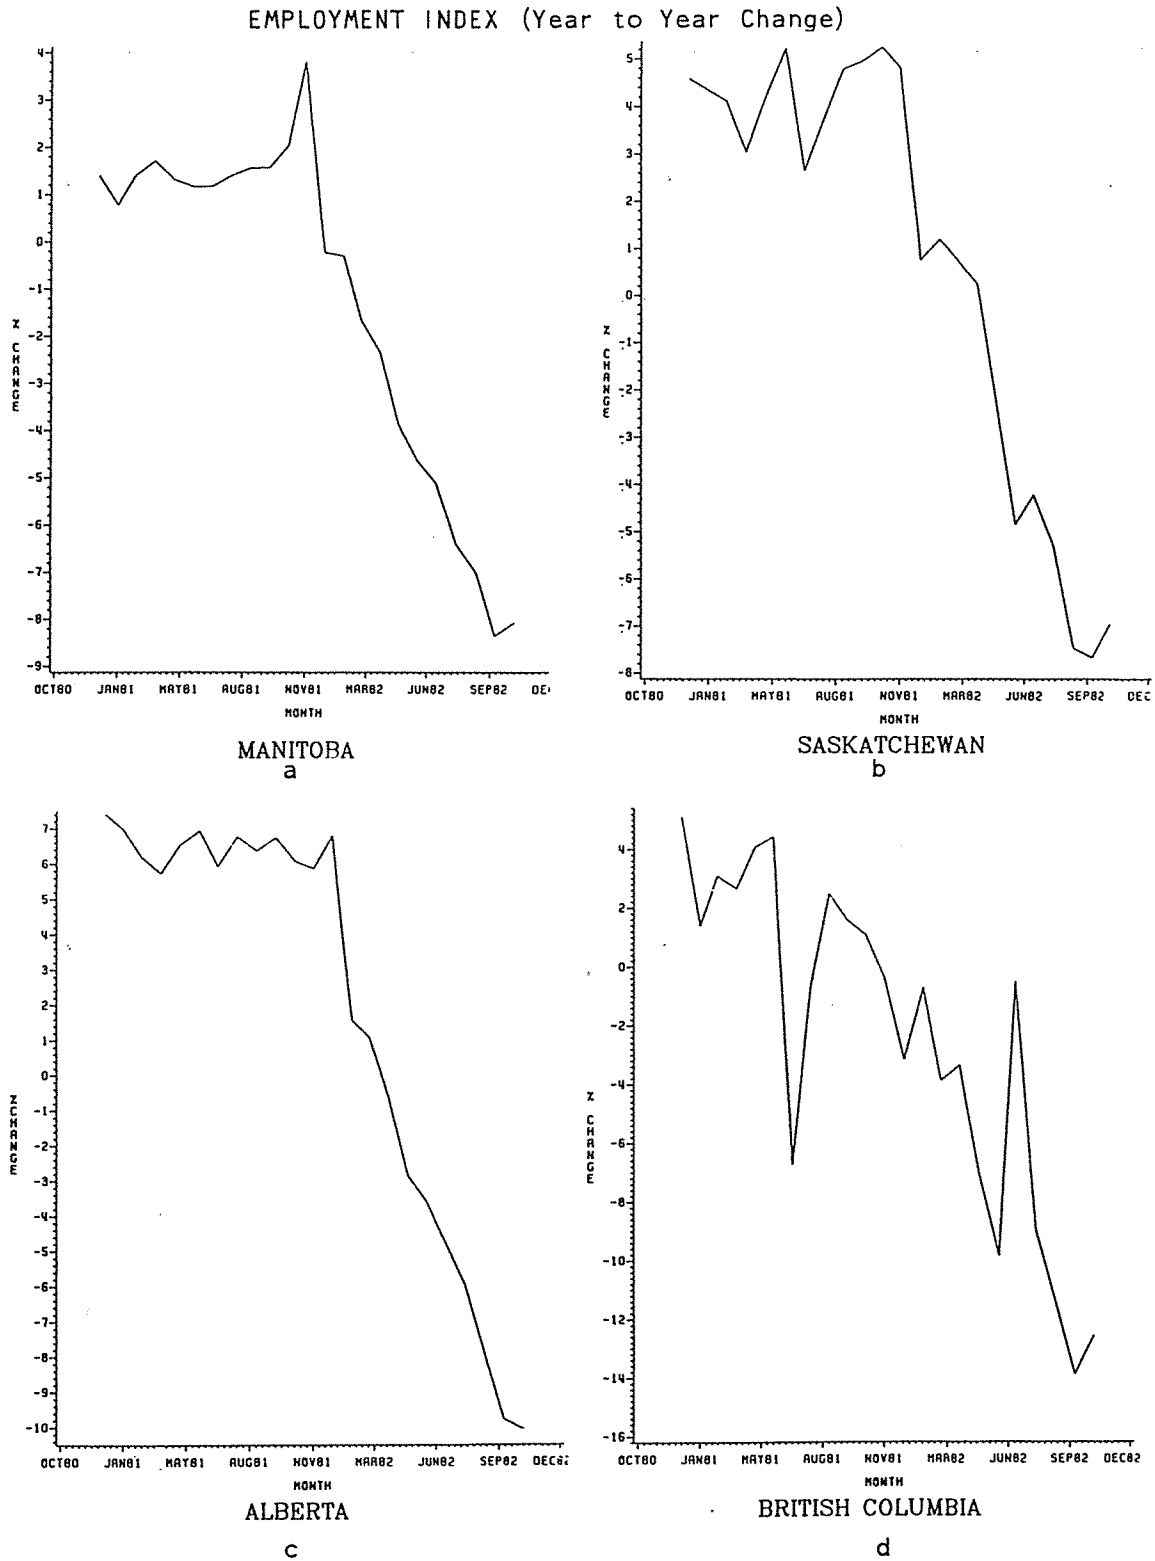 EMPLOYMENT INDEX (Year to Year Change)
4
3
2
1
0
-1
-2
-3
-4
-5
-6
-7
-8
-9
% CHANGE
OCT80 JAN81 MAY81 AUG81 NOV81 MAR82 JUN82 SEP82 DEC
MONTH
MANITOBA
a
5
4
3
2
1
0
-1
-2
-3
-4
-5
-6
-7
-8
% CHANGE
OCT80 JAN81 MAY81 AUG81 NOV81 MAR82 JUN82 SEP82 DEC
MONTH
SASKATCHEWAN
b
7
6
5
4
3
2
1
0
-1
-2
-3
-4
-5
-6
-7
-8
-9
-10
%CHANGE
OCT80 JAN81 MAY81 AUG81 NOV81 MAR82 JUN82 SEP82 DEC82
MONTH
ALBERTA
c
4
2
0
-2
-4
-6
-8
-10
-12
-14
-16
% CHANGE
OCT80 JAN81 MAY81 AUG81 NOV81 MAR82 JUN82 SEP82 DEC82
MONTH
BRITISH COLUMBIA
d